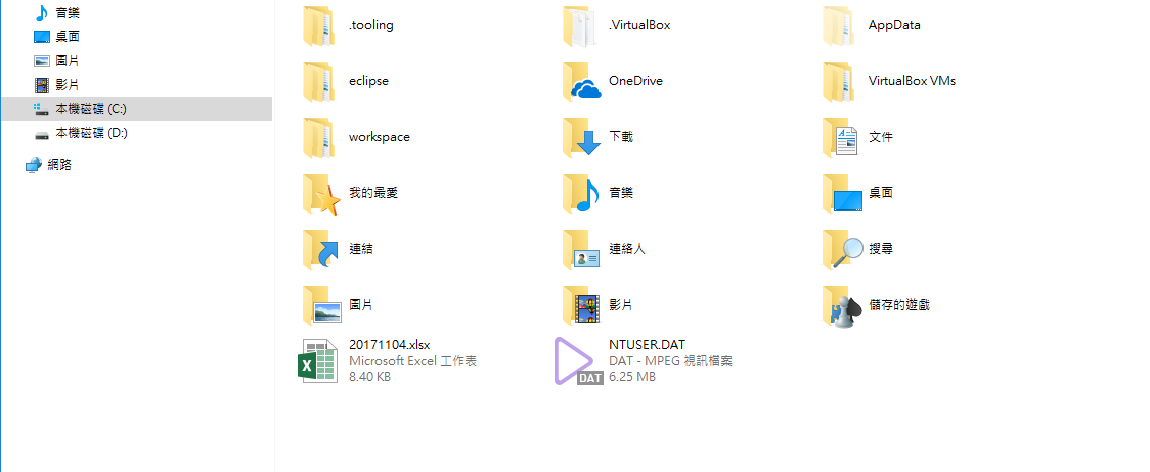 音樂
桌面
圖片
影片
本機磁碟 (C:)
本機磁碟 (D:)
網路
.tooling
.VirtualBox
AppData
eclipse
OneDrive
VirtualBox VMs
workspace
下載
文件
我的最愛
音樂
桌面
連結
連絡人
搜尋
圖片
影片
儲存的遊戲
20171104.xlsx
Microsoft Excel 工作表
8.40 KB
NTUSER.DAT
DAT - MPEG 視訊檔案
6.25 MB
DAT